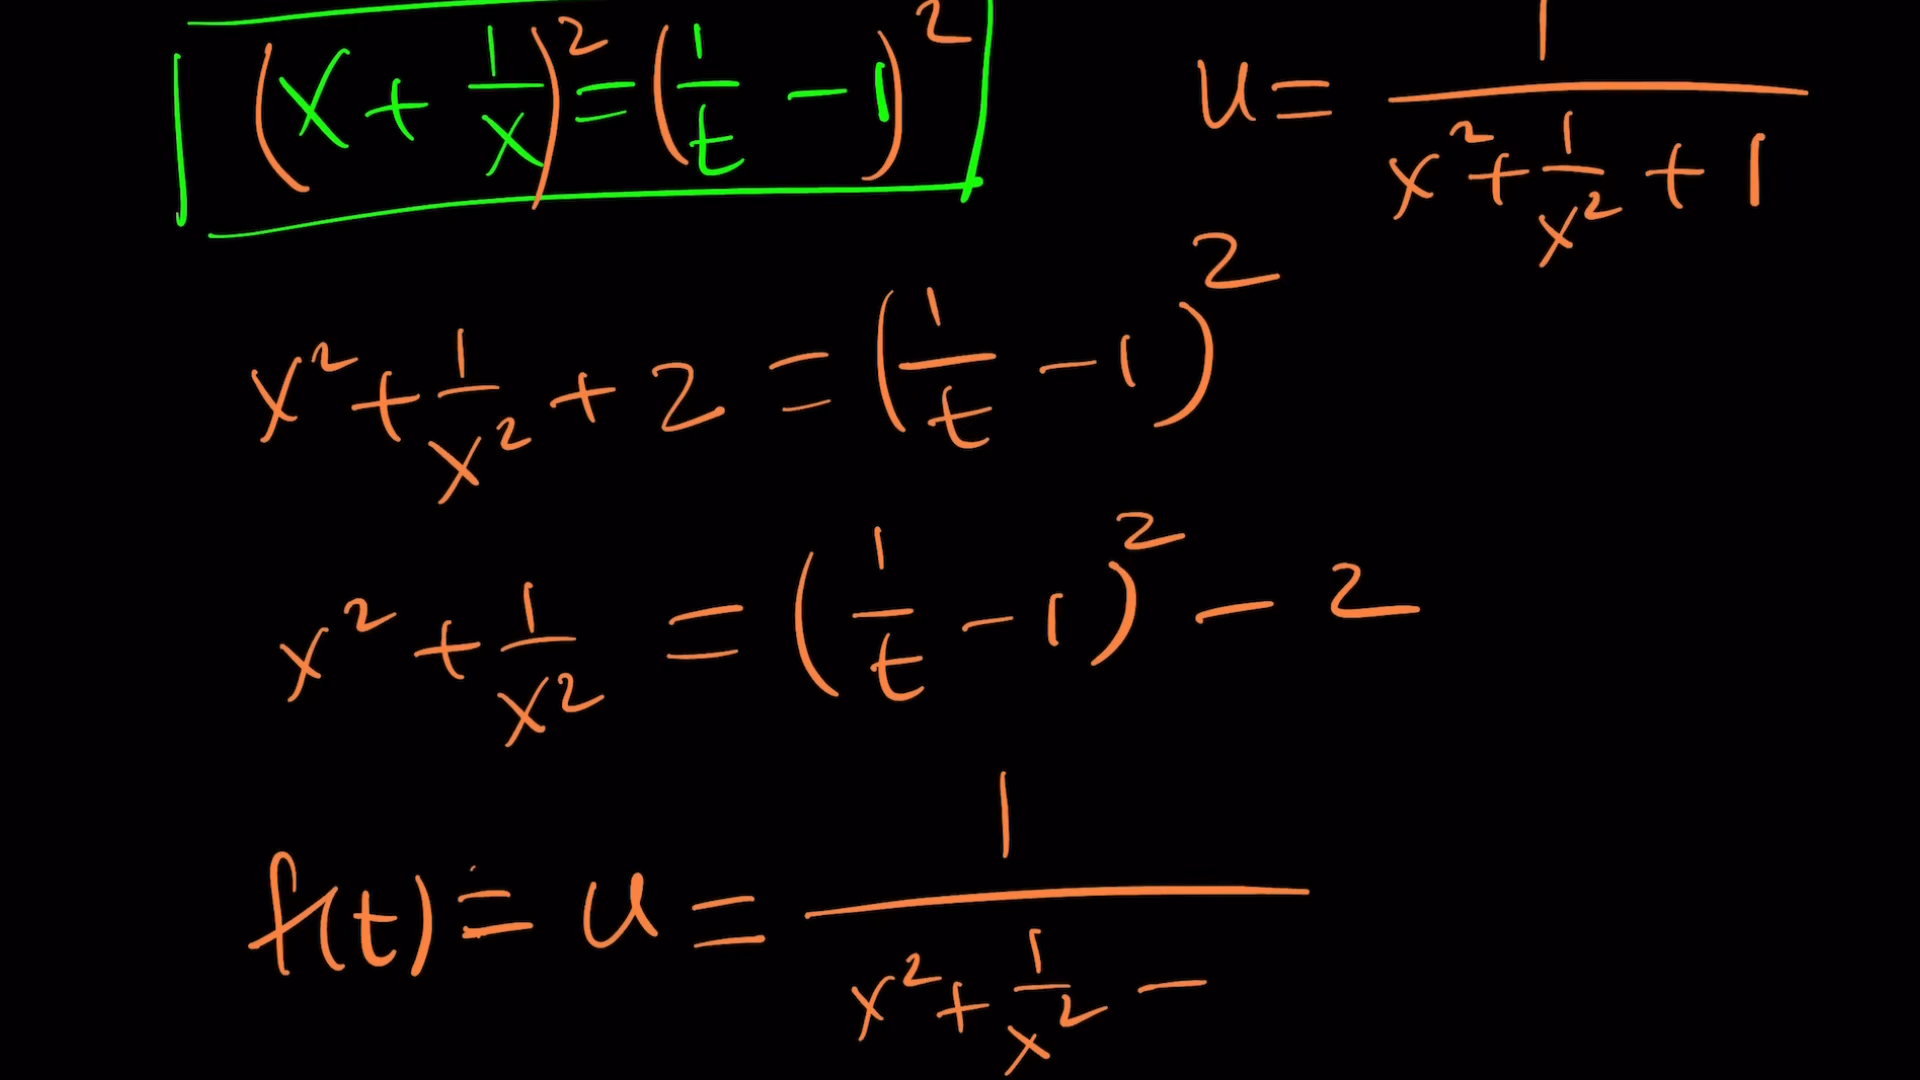 (x + 1/x)² = (1/t - 1)²
u = 1/(x² + 1/x² + 1)
x² + 1/x² + 2 = (1/t - 1)²
x² + 1/x² = (1/t - 1)² - 2
f(t) = u = 1/(x² + 1/x² -